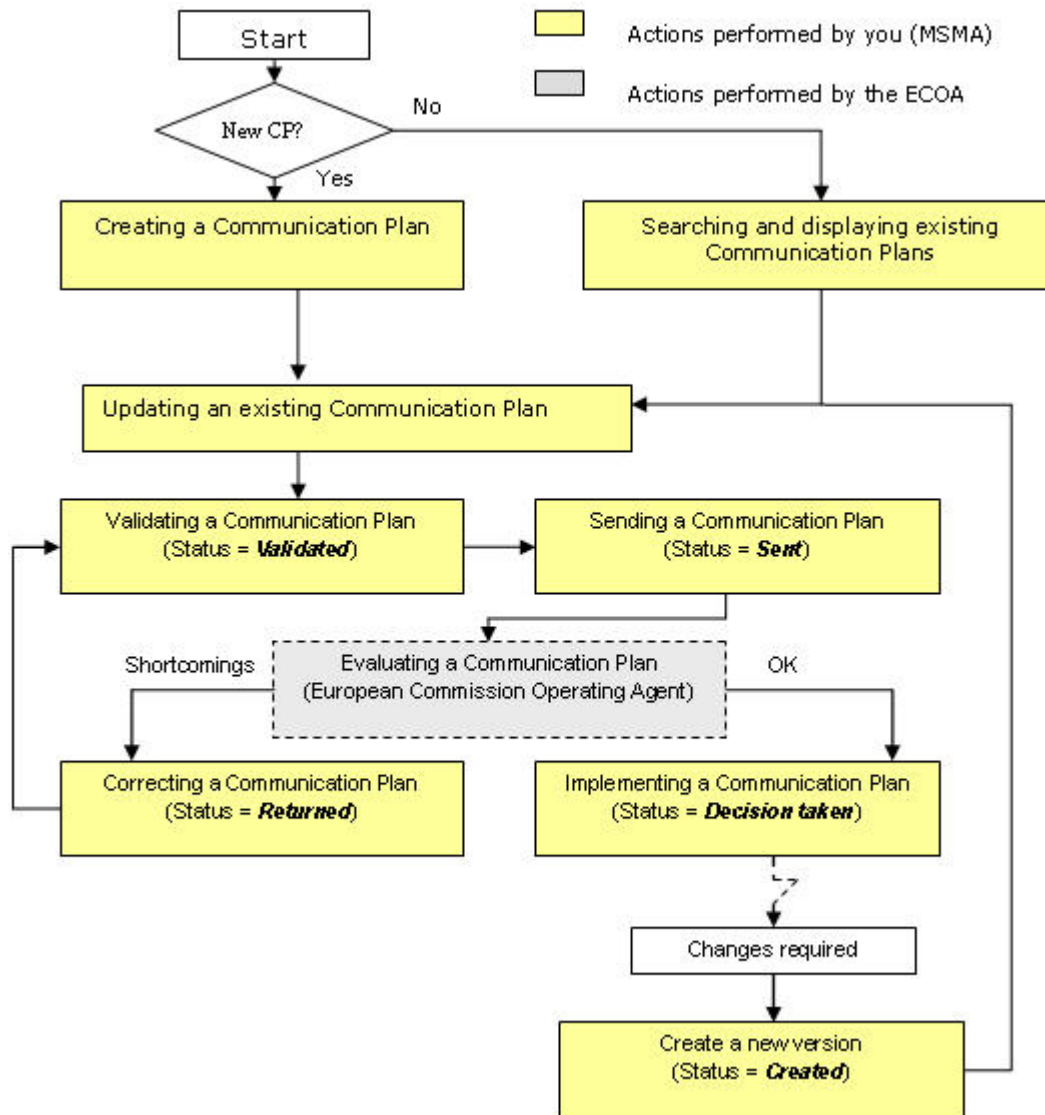 Start
Actions performed by you (MSMA)
Actions performed by the ECOA
New CP?
No
Yes
Creating a Communication Plan
Searching and displaying existing
Communication Plans
Updating an existing Communication Plan
Validating a Communication Plan
(Status = Validated)
Sending a Communication Plan
(Status = Sent)
Shortcomings
Evaluating a Communication Plan
(European Commission Operating Agent)
OK
Correcting a Communication Plan
(Status = Returned)
Implementing a Communication Plan
(Status = Decision taken)
Changes required
Create a new version
(Status = Created)